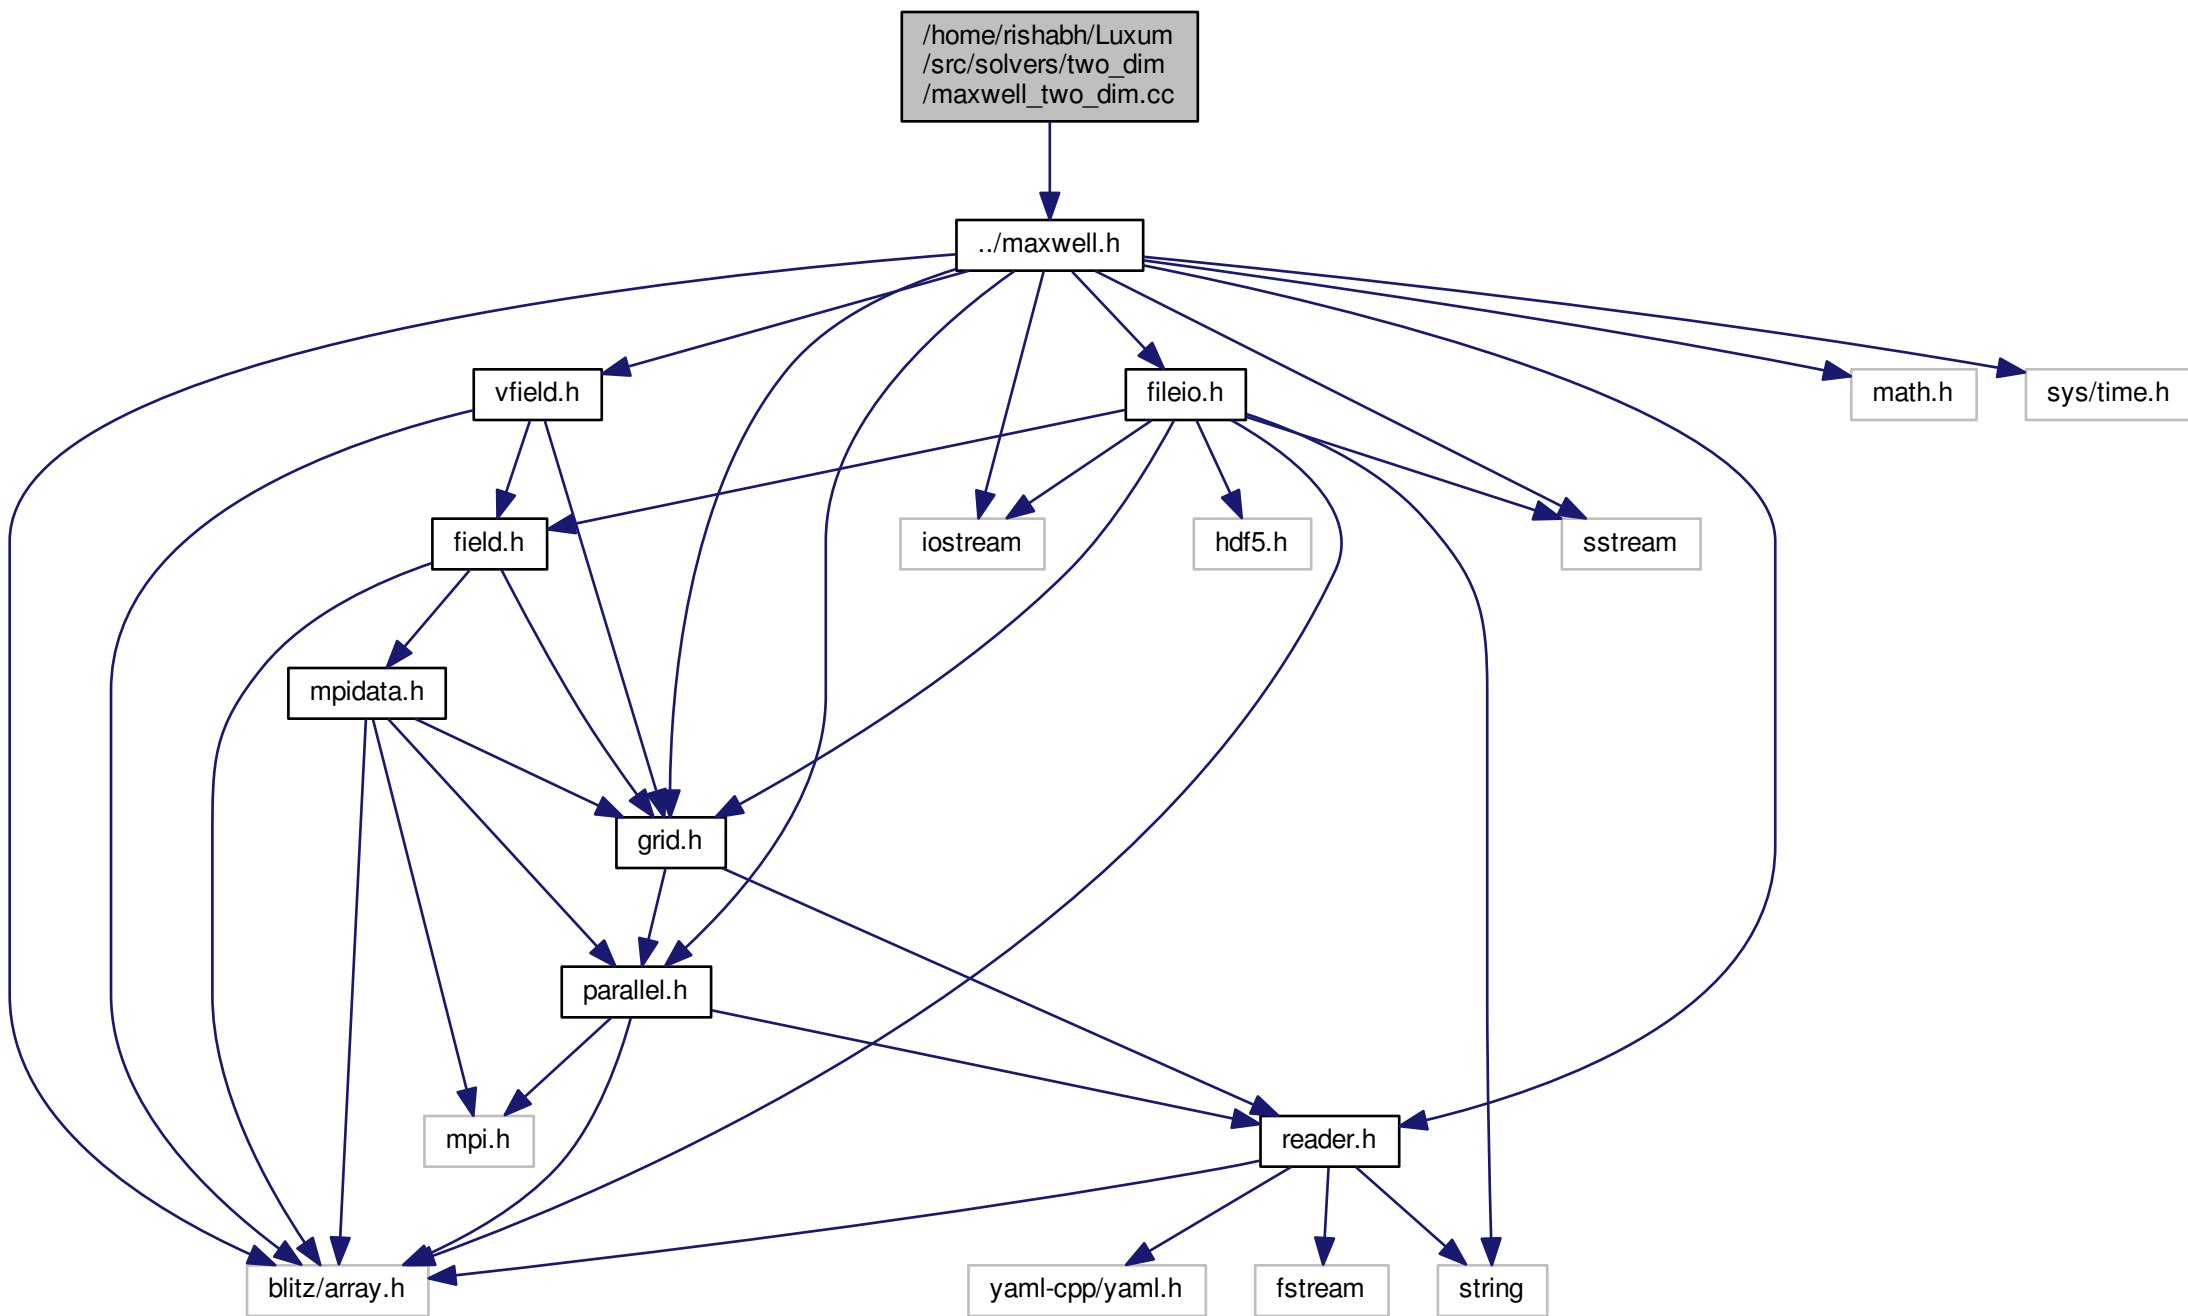 /home/rishabh/Luxum
/src/solvers/two_dim
/maxwell_two_dim.cc
../maxwell.h
vfield.h
fileio.h
math.h
sys/time.h
field.h
iostream
hdf5.h
sstream
mpidata.h
grid.h
parallel.h
mpi.h
reader.h
blitz/array.h
yaml-cpp/yaml.h
fstream
string